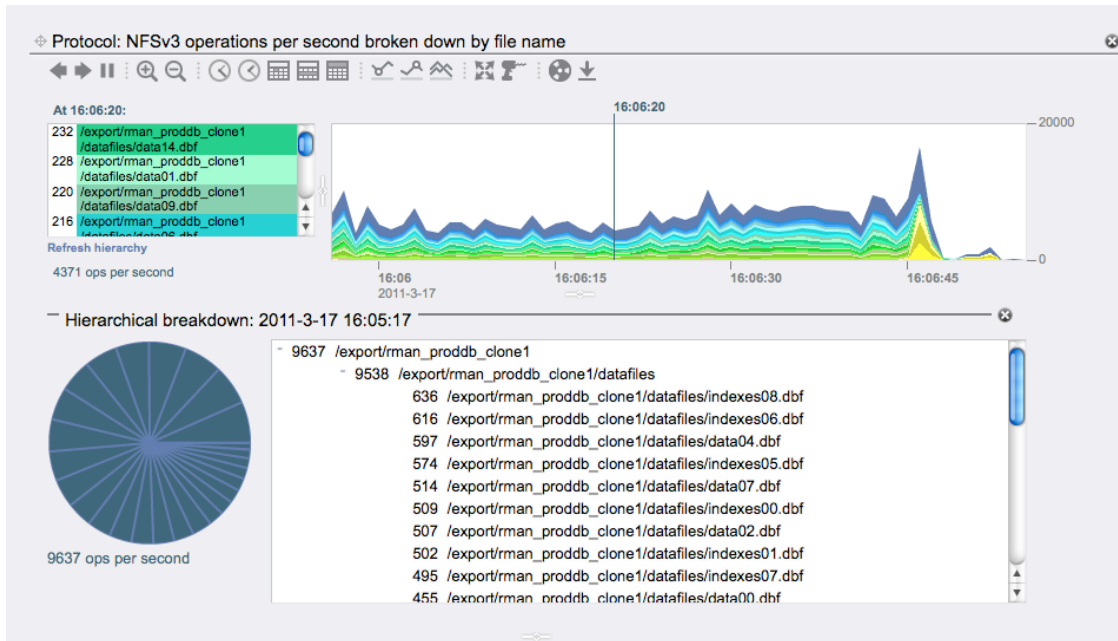 Protocol: NFSv3 operations per second broken down by file name
At 16:06:20:
232 /export/rman_proddb_clone1
/datafiles/data14.dbf
228 /export/rman_proddb_clone1
/datafiles/data01.dbf
220 /export/rman_proddb_clone1
/datafiles/data09.dbf
216 /export/rman_proddb_clone1
/datafiles/data06.dbf
Refresh hierarchy
4371 ops per second
16:06:20
20000
0
16:06
2011-3-17
16:06:15
16:06:30
16:06:45
Hierarchical breakdown: 2011-3-17 16:05:17
9637 ops per second
- 9637 /export/rman_proddb_clone1
- 9538 /export/rman_proddb_clone1/datafiles
636 /export/rman_proddb_clone1/datafiles/indexes08.dbf
616 /export/rman_proddb_clone1/datafiles/indexes06.dbf
597 /export/rman_proddb_clone1/datafiles/data04.dbf
574 /export/rman_proddb_clone1/datafiles/indexes05.dbf
514 /export/rman_proddb_clone1/datafiles/data07.dbf
509 /export/rman_proddb_clone1/datafiles/indexes00.dbf
507 /export/rman_proddb_clone1/datafiles/data02.dbf
502 /export/rman_proddb_clone1/datafiles/indexes01.dbf
495 /export/rman_proddb_clone1/datafiles/indexes07.dbf
455 /export/rman_proddb_clone1/datafiles/data00.dbf